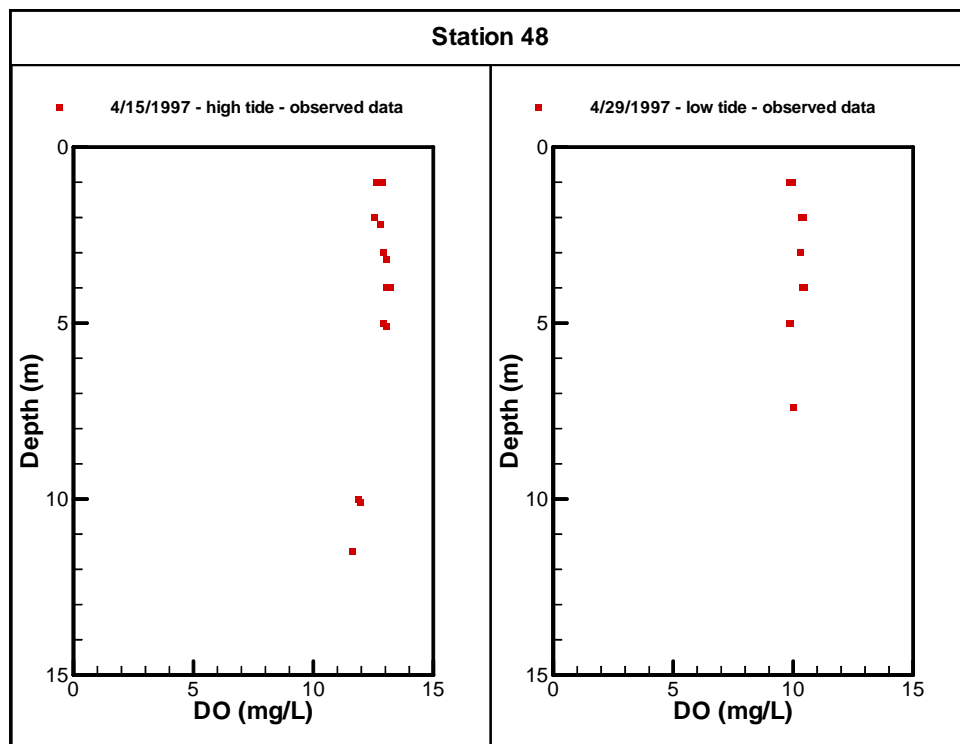 Station 48
4/15/1997 - high tide - observed data
0
5
10
15
Depth (m)
0 5 10 15
DO (mg/L)
4/29/1997 - low tide - observed data
0
5
10
15
Depth (m)
0 5 10 15
DO (mg/L)